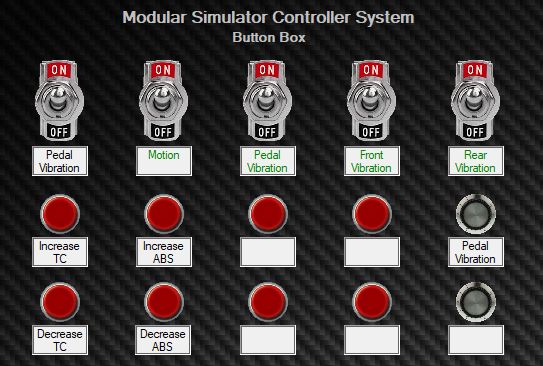 Modular Simulator Controller System
Button Box
ON ON ON ON ON
OFF OFF OFF OFF OFF
Pedal Vibration
Motion
Pedal Vibration
Front Vibration
Rear Vibration
Increase TC
Increase ABS
Pedal Vibration
Decrease TC
Decrease ABS